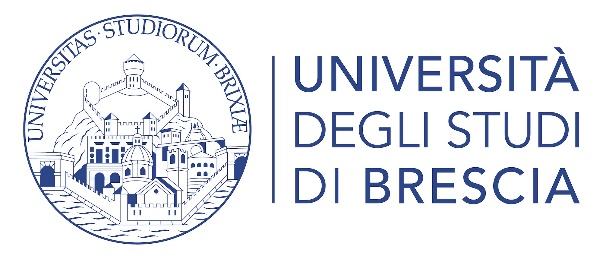 UNIVERSITAS · STUDIORUM · BRIXIÆ
UNIVERSITÀ
DEGLI STUDI
DI BRESCIA